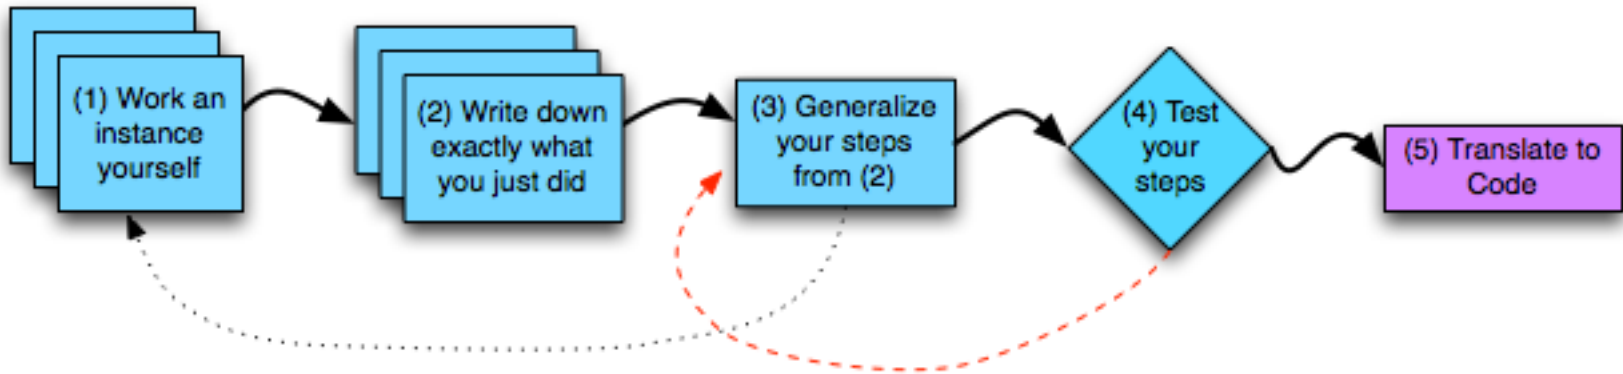 (1) Work an
instance
yourself
(2) Write down
exactly what
you just did
(3) Generalize
your steps
from (2)
(4) Test
your
steps
(5) Translate to
Code